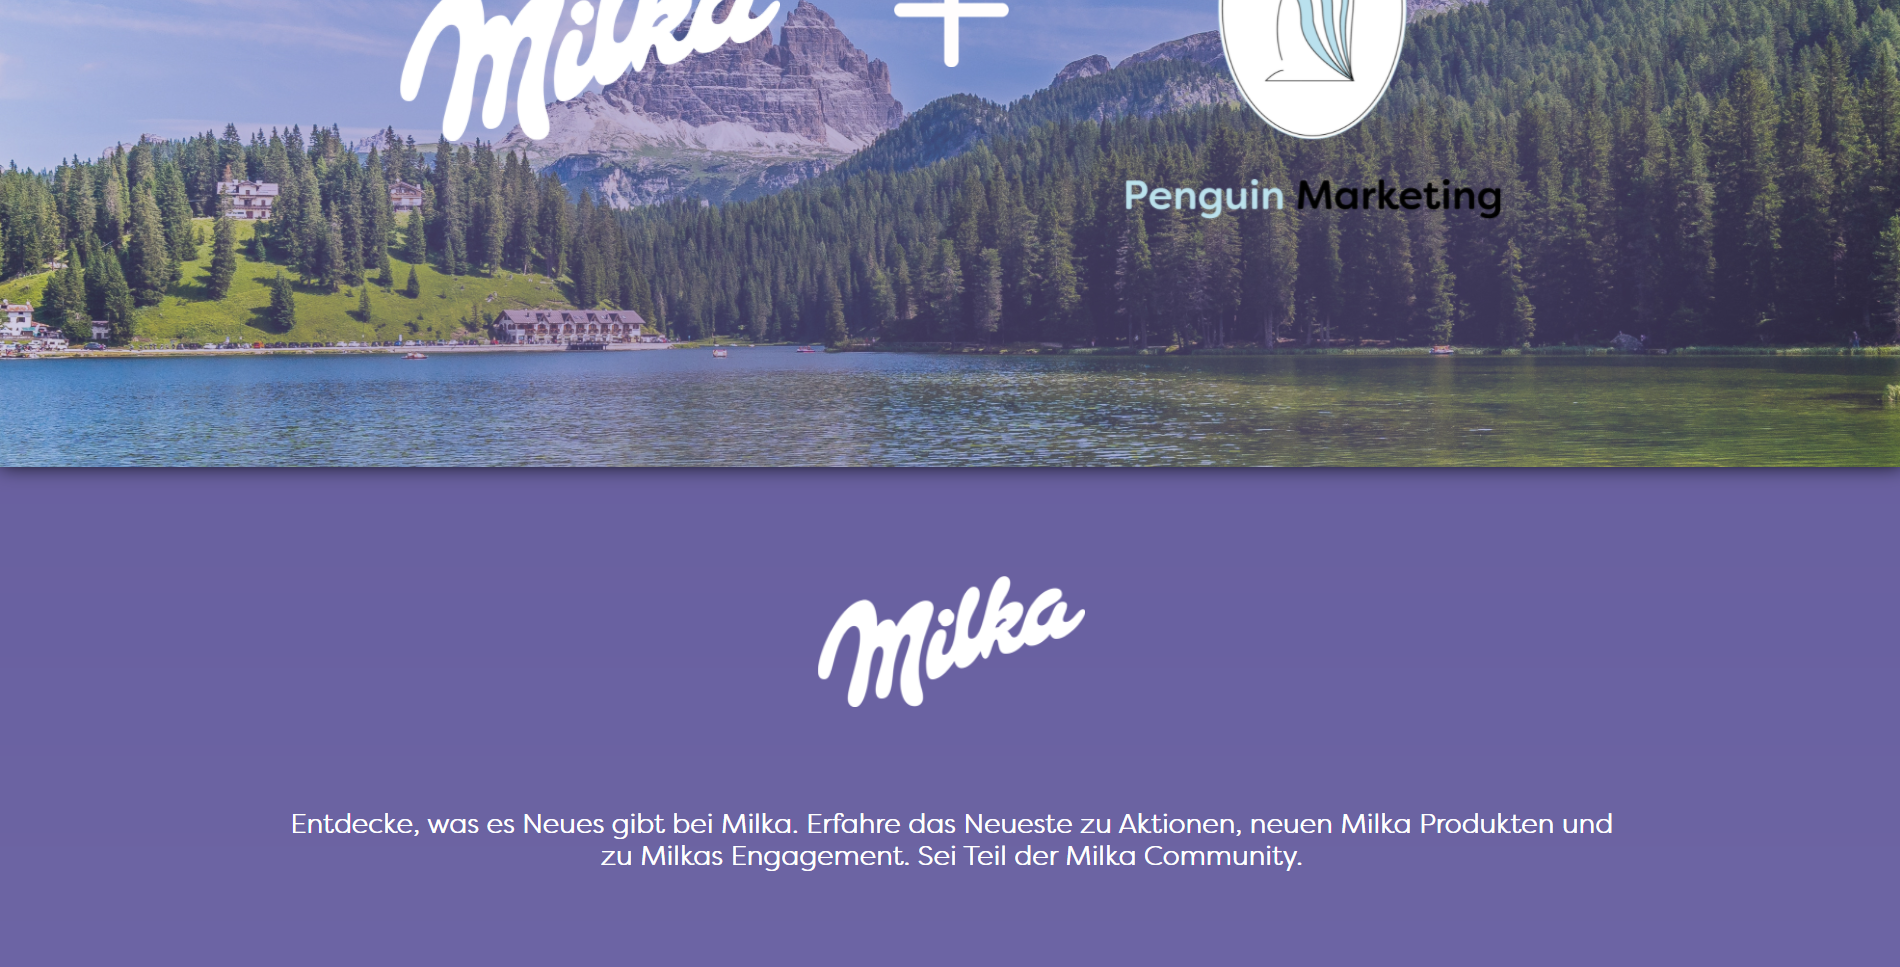 Milka
+
Penguin Marketing
Milka
Entdecke, was es Neues gibt bei Milka. Erfahre das Neueste zu Aktionen, neuen Milka Produkten und
zu Milkas Engagement. Sei Teil der Milka Community.